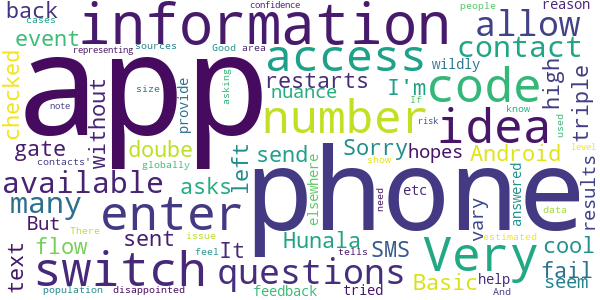 back information allow reason
confidence people
cases
event access contact
representing Good area sources
checked app restarts I'm code wildly high triple
size asking nuance
without provide number idea
note If know risk used
gate doube Sorry hopes Android
contacts' globally send left elsewhere show level
available asks phone answered vary results
many enter etc need data
But flow sent It Hunala SMS Very cool
text There issue feel tells estimated
switch questions Basic help fail seem
population disappointed feedback tried And